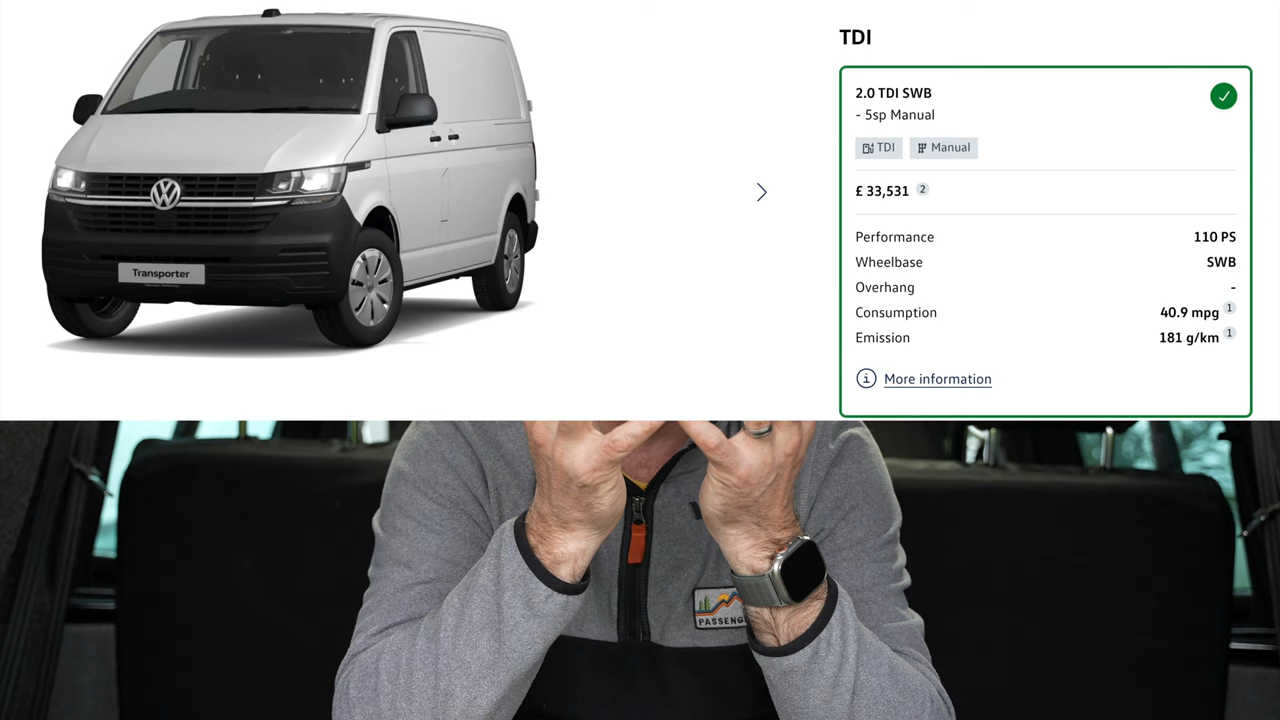 TDI
2.0 TDI SWB
- 5sp Manual
TDI Manual
£ 33,531 2
Performance 110 PS
Wheelbase SWB
Overhang -
Consumption 40.9 mpg 1
Emission 181 g/km 1
More information
Transporter
PASSENG